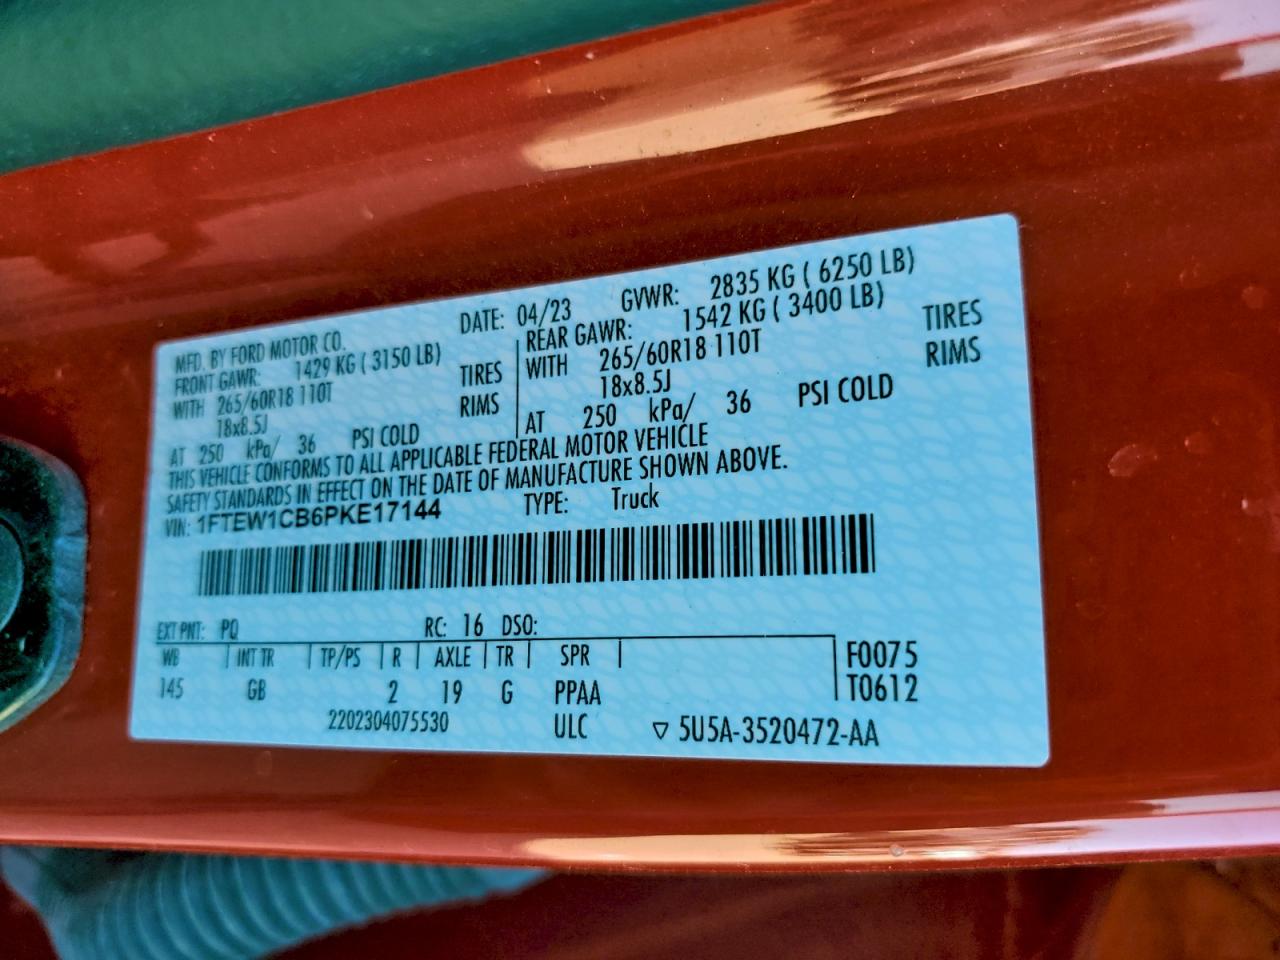 MFD. BY FORD MOTOR CO.
DATE: 04/23 GVWR: 2835 KG ( 6250 LB)
FRONT GAWR: 1429 KG ( 3150 LB)
WITH 265/60R18 110T TIRES
18x8.5J RIMS
AT 250 kPa/ 36 PSI COLD
REAR GAWR: 1542 KG ( 3400 LB)
WITH 265/60R18 110T TIRES
18x8.5J RIMS
AT 250 kPa/ 36 PSI COLD
THIS VEHICLE CONFORMS TO ALL APPLICABLE FEDERAL MOTOR VEHICLE
SAFETY STANDARDS IN EFFECT ON THE DATE OF MANUFACTURE SHOWN ABOVE.
VIN: 1FTEW1CB6PKE17144 TYPE: Truck
EXT PNT: PQ RC: 16 DSO:
WB INT TR TP/PS R AXLE TR SPR F0075
145 GB 2 19 G PPAA T0612
2202304075530 ULC ▽ 5U5A-3520472-AA